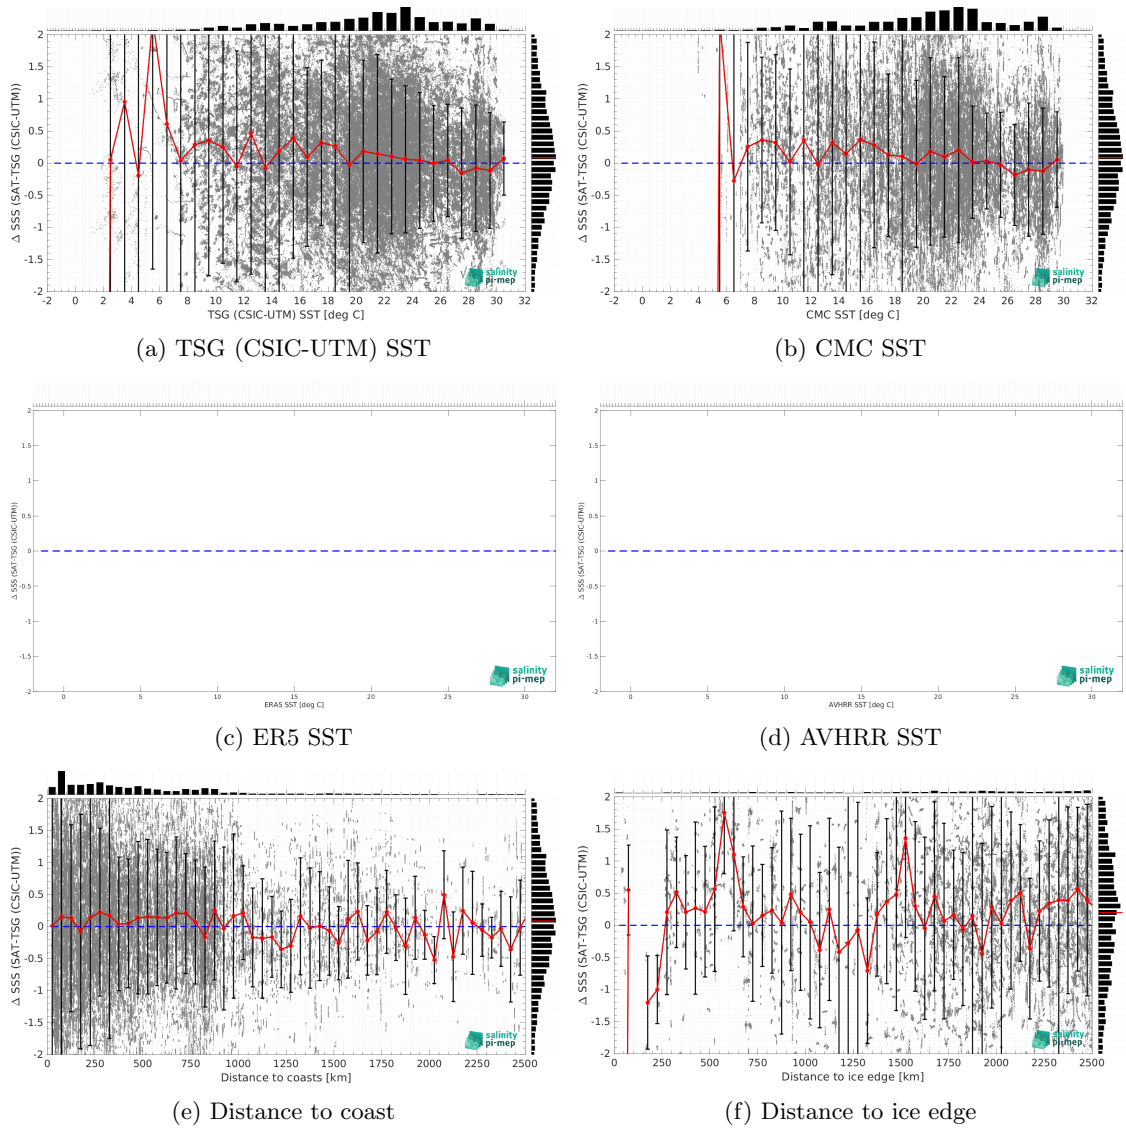 2
1.5
1
0.5
0
-0.5
-1
-1.5
-2
Δ SSS (SAT-TSG (CSIC-UTM))
-2 0 2 4 6 8 10 12 14 16 18 20 22 24 26 28 30 32
TSG (CSIC-UTM) SST [deg C]
salinity
pi-mep
(a) TSG (CSIC-UTM) SST
2
1.5
1
0.5
0
-0.5
-1
-1.5
-2
Δ SSS (SAT-TSG (CSIC-UTM))
-2 0 2 4 6 8 10 12 14 16 18 20 22 24 26 28 30 32
CMC SST [deg C]
salinity
pi-mep
(b) CMC SST
2
1.5
1
0.5
0
-0.5
-1
-1.5
-2
Δ SSS (SAT-TSG (CSIC-UTM))
0 5 10 15 20 25 30
ERA5 SST [deg C]
salinity
pi-mep
(c) ER5 SST
2
1.5
1
0.5
0
-0.5
-1
-1.5
-2
Δ SSS (SAT-TSG (CSIC-UTM))
0 5 10 15 20 25 30
AVHRR SST [deg C]
salinity
pi-mep
(d) AVHRR SST
2
1.5
1
0.5
0
-0.5
-1
-1.5
-2
Δ SSS (SAT-TSG (CSIC-UTM))
0 250 500 750 1000 1250 1500 1750 2000 2250 2500
Distance to coasts [km]
salinity
pi-mep
(e) Distance to coast
2
1.5
1
0.5
0
-0.5
-1
-1.5
-2
Δ SSS (SAT-TSG (CSIC-UTM))
0 250 500 750 1000 1250 1500 1750 2000 2250 2500
Distance to ice edge [km]
salinity
pi-mep
(f) Distance to ice edge